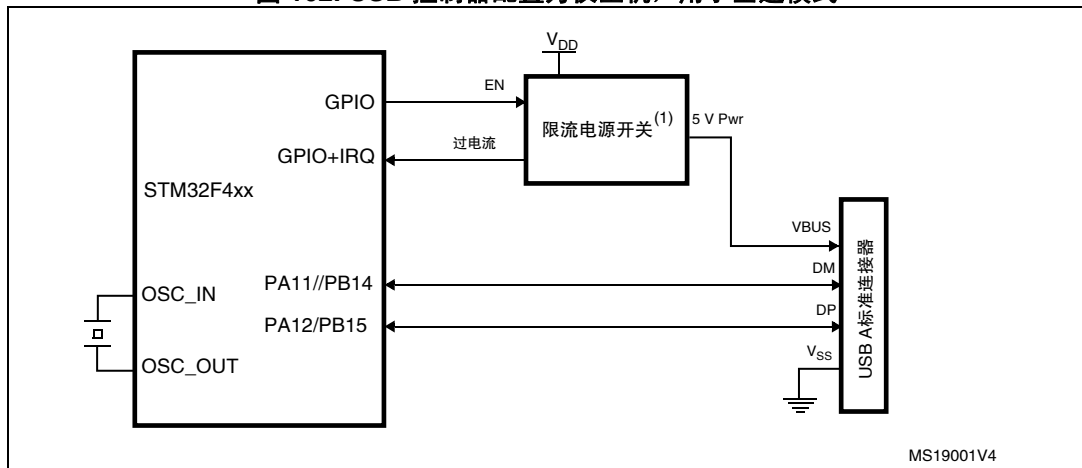 V_DD
GPIO
EN
限流电源开关(1)
5 V Pwr
GPIO+IRQ
过电流
STM32F4xx
VBUS
DM
PA11//PB14
OSC_IN
DP
PA12/PB15
V_SS
OSC_OUT
USB A标准连接器
MS19001V4